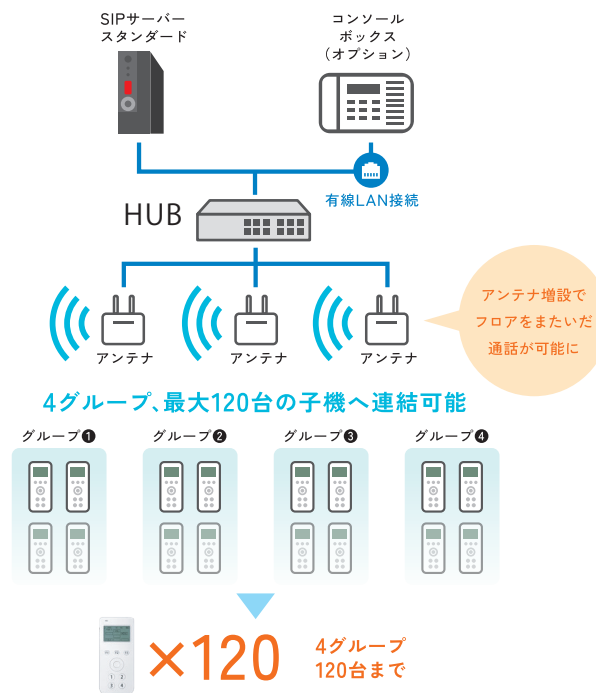 SIPサーバー
スタンダード
コンソール
ボックス
（オプション）
有線LAN接続
HUB
アンテナ
アンテナ
アンテナ
アンテナ増設で
フロアをまたいだ
通話が可能に
4グループ、最大120台の子機へ連結可能
グループ❶
グループ❷
グループ❸
グループ❹
×120
4グループ
120台まで
1 2
3 4